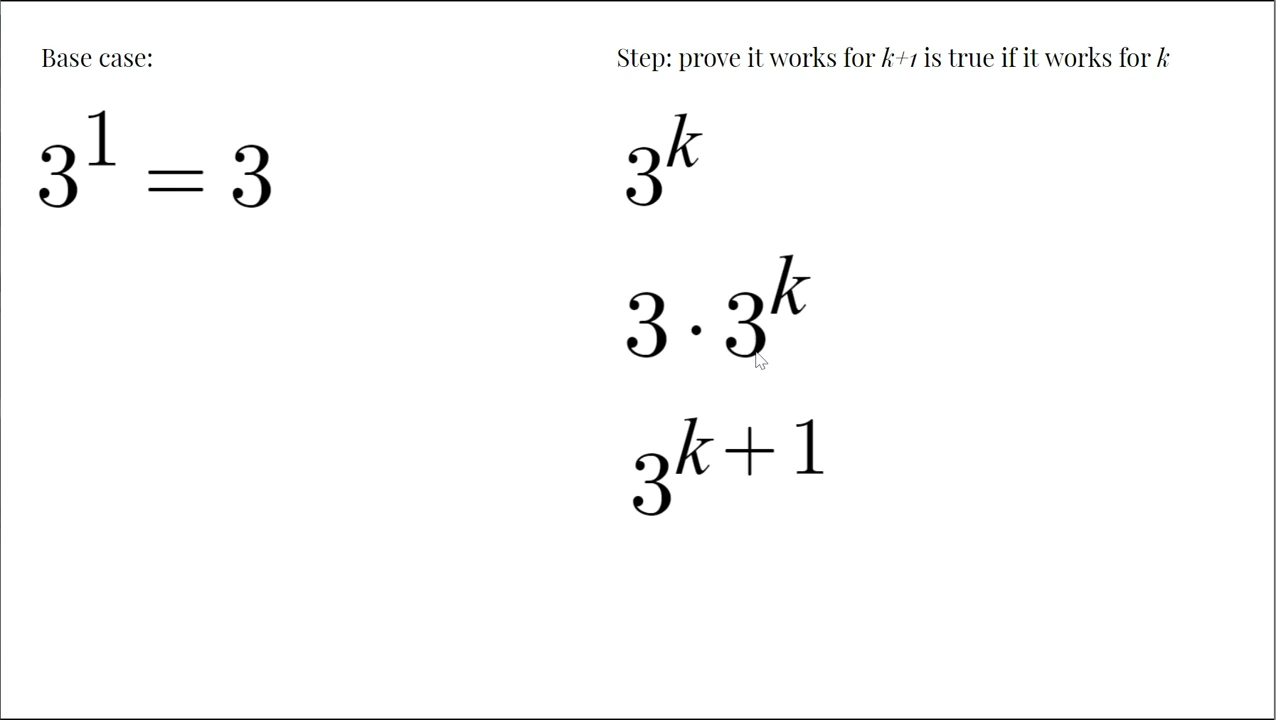 Base case:
3^1 = 3
Step: prove it works for k+1 is true if it works for k
3^k
3 · 3^k
3^{k+1}